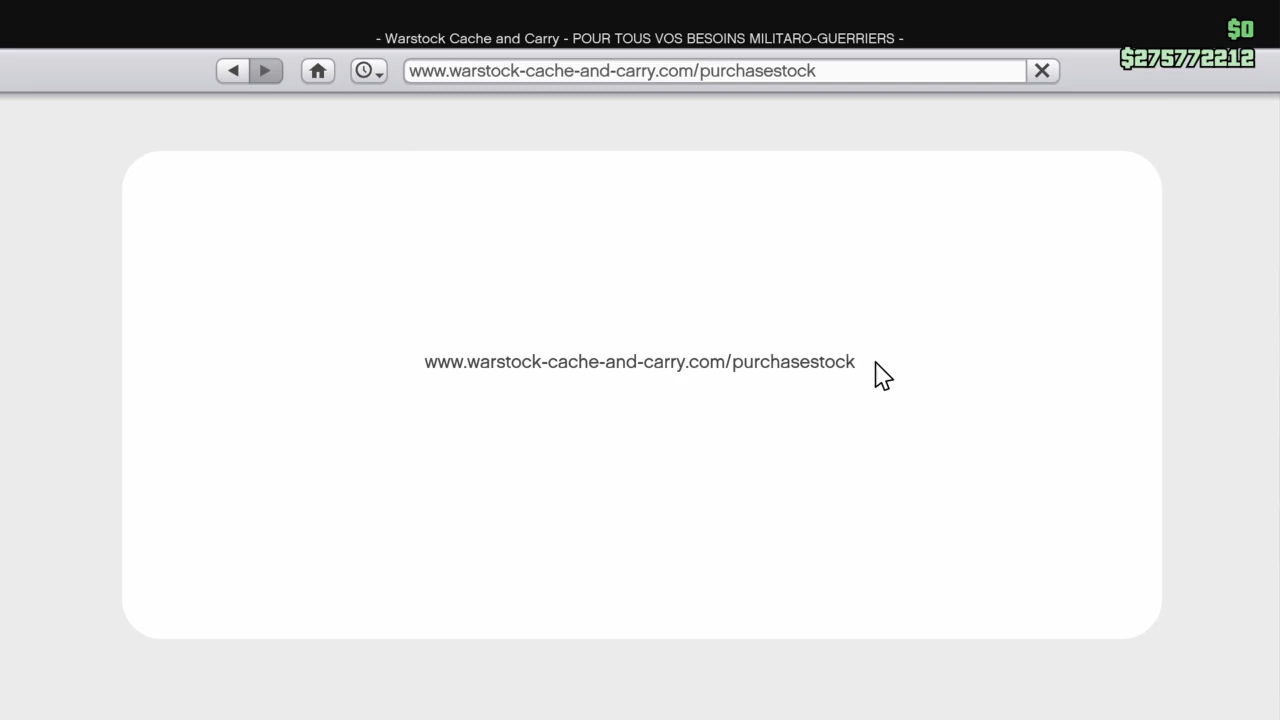 - Warstock Cache and Carry - POUR TOUS VOS BESOINS MILITARO-GUERRIERS -
$0
$275772212
www.warstock-cache-and-carry.com/purchasestock
www.warstock-cache-and-carry.com/purchasestock